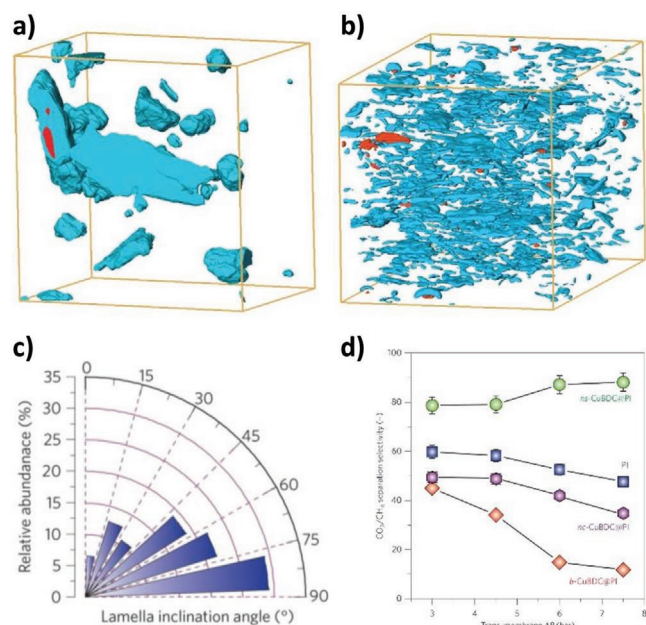 a)
b)
c)
0
15
30
45
60
75
90
35
30
25
20
15
10
5
0
Relative abundanace (%)
Lamella inclination angle (°)
d)
100
80
60
40
20
0
CO₂/CH₄ separation selectivity (–)
ns-CuBDC@PI
PI
nc-CuBDC@PI
b-CuBDC@PI
3
4
5
6
7
8